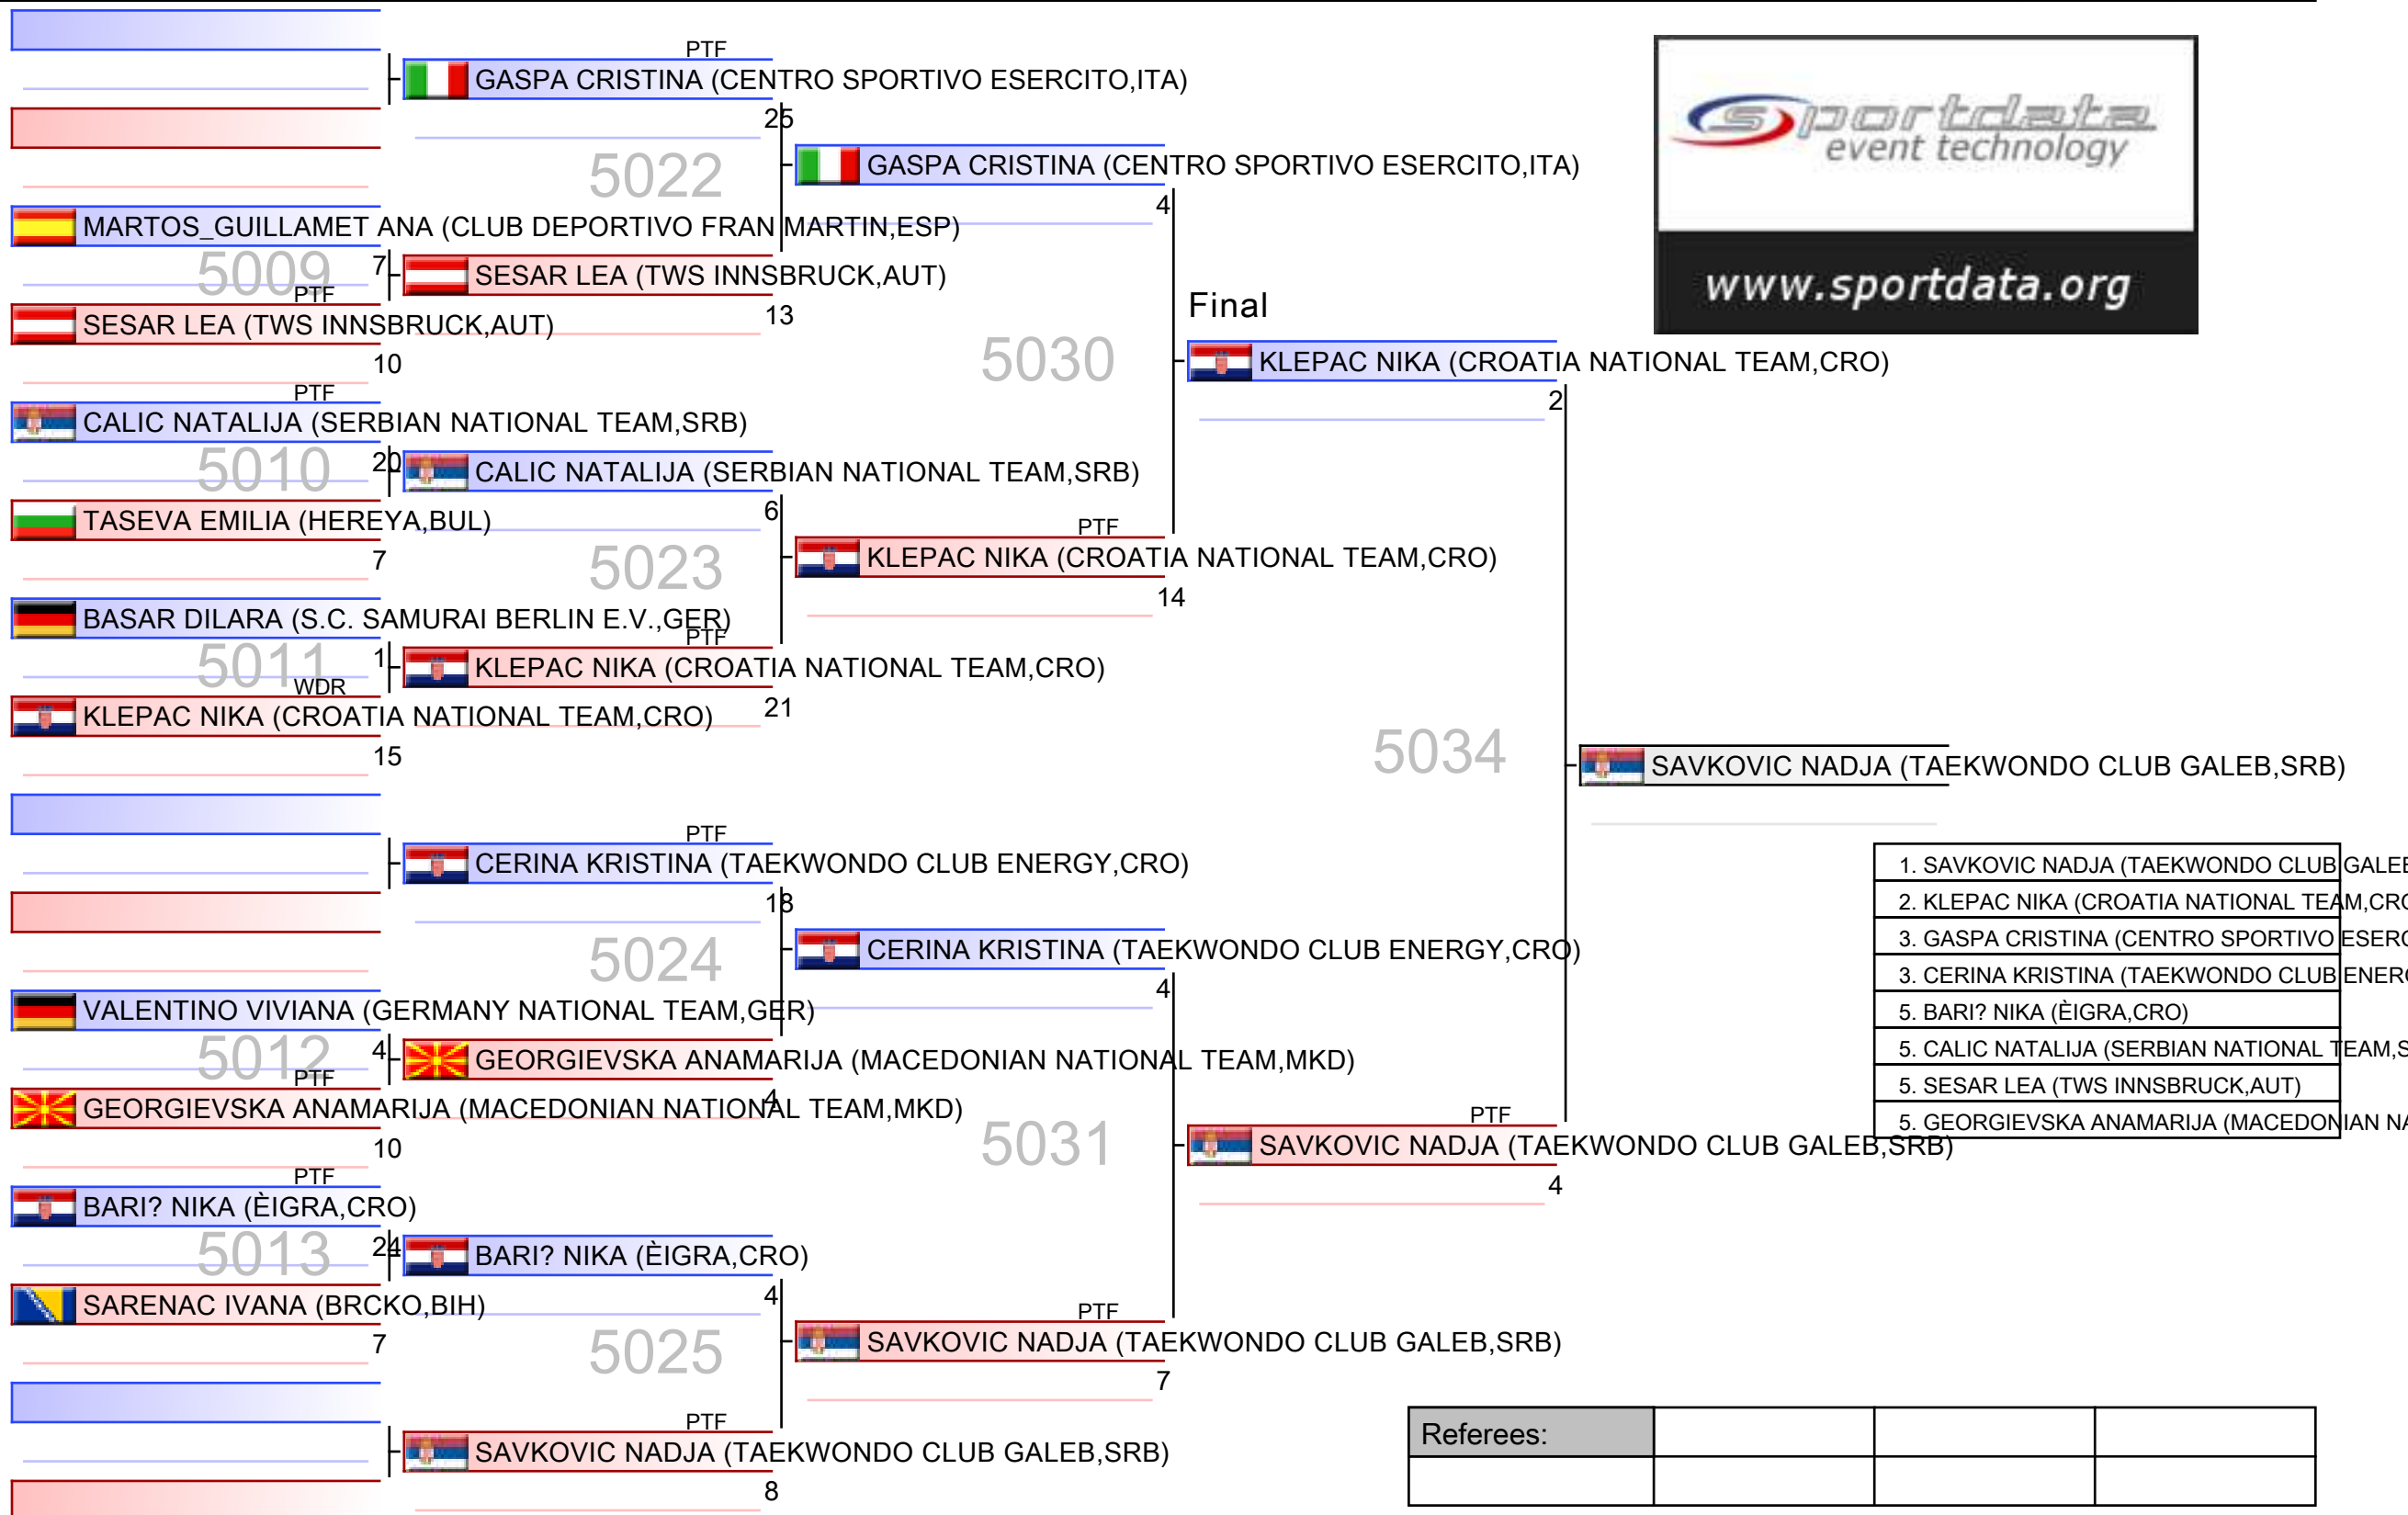 PTF
GASPA CRISTINA (CENTRO SPORTIVO ESERCITO,ITA)
25
sportdata
event technology
www.sportdata.org
5022
GASPA CRISTINA (CENTRO SPORTIVO ESERCITO,ITA)
4
MARTOS_GUILLAMET ANA (CLUB DEPORTIVO FRAN MARTIN,ESP)
5009
7
PTF
SESAR LEA (TWS INNSBRUCK,AUT)
13
SESAR LEA (TWS INNSBRUCK,AUT)
10
Final
5030
KLEPAC NIKA (CROATIA NATIONAL TEAM,CRO)
2
PTF
CALIC NATALIJA (SERBIAN NATIONAL TEAM,SRB)
5010
20
CALIC NATALIJA (SERBIAN NATIONAL TEAM,SRB)
6
TASEVA EMILIA (HEREYA,BUL)
7
5023
PTF
KLEPAC NIKA (CROATIA NATIONAL TEAM,CRO)
14
BASAR DILARA (S.C. SAMURAI BERLIN E.V.,GER)
5011
1
PTF
KLEPAC NIKA (CROATIA NATIONAL TEAM,CRO)
21
WDR
KLEPAC NIKA (CROATIA NATIONAL TEAM,CRO)
15
5034
SAVKOVIC NADJA (TAEKWONDO CLUB GALEB,SRB)
PTF
CERINA KRISTINA (TAEKWONDO CLUB ENERGY,CRO)
18
5024
CERINA KRISTINA (TAEKWONDO CLUB ENERGY,CRO)
4
1. SAVKOVIC NADJA (TAEKWONDO CLUB GALEB
2. KLEPAC NIKA (CROATIA NATIONAL TEAM,CRO
3. GASPA CRISTINA (CENTRO SPORTIVO ESERC
3. CERINA KRISTINA (TAEKWONDO CLUB ENERG
5. BARI? NIKA (ÈIGRA,CRO)
5. CALIC NATALIJA (SERBIAN NATIONAL TEAM,S
5. SESAR LEA (TWS INNSBRUCK,AUT)
5. GEORGIEVSKA ANAMARIJA (MACEDONIAN NA
VALENTINO VIVIANA (GERMANY NATIONAL TEAM,GER)
5012
4
GEORGIEVSKA ANAMARIJA (MACEDONIAN NATIONAL TEAM,MKD)
4
PTF
GEORGIEVSKA ANAMARIJA (MACEDONIAN NATIONAL TEAM,MKD)
10
5031
PTF
SAVKOVIC NADJA (TAEKWONDO CLUB GALEB,SRB)
4
PTF
BARI? NIKA (ÈIGRA,CRO)
5013
24
BARI? NIKA (ÈIGRA,CRO)
4
SARENAC IVANA (BRCKO,BIH)
7
5025
PTF
SAVKOVIC NADJA (TAEKWONDO CLUB GALEB,SRB)
7
PTF
SAVKOVIC NADJA (TAEKWONDO CLUB GALEB,SRB)
8
Referees: